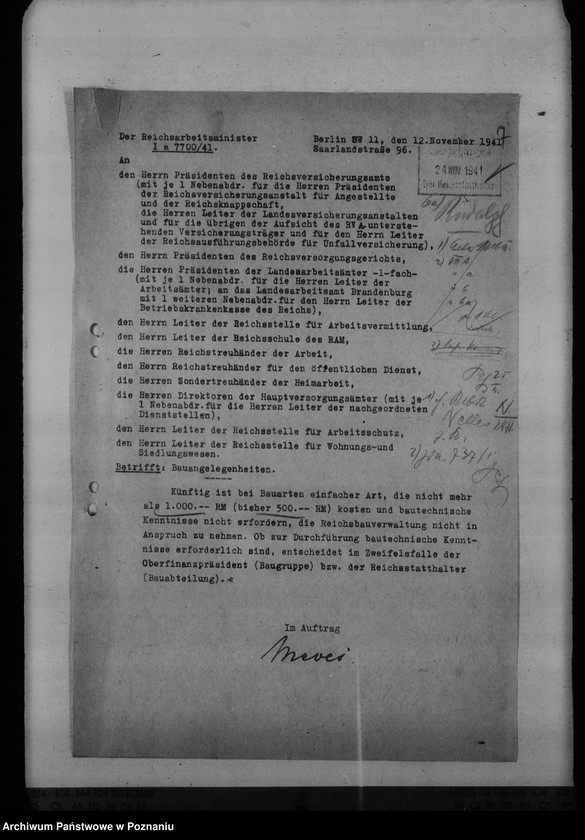 Der Reichsarbeitsminister
I a 7700/41.
Berlin SW 11, den 12.November 1941
Saarlandstraße 96.
24. NOV 1941
Der Reichsstatthalter
An
den Herrn Präsidenten des Reichsversicherungsamts
(mit je 1 Nebenabdr. für die Herren Präsidenten
der Reichsversicherungsanstalt für Angestellte
und der Reichsknappschaft,
die Herren Leiter der Landesversicherungsanstalten
und für die übrigen der Aufsicht des RVA.unterste-
henden Versicherungsträger und für den Herrn Leiter
der Reichsausführungsbehörde für Unfallversicherung),
den Herrn Präsidenten des Reichsversorgungsgerichts,
die Herren Präsidenten der Landesarbeitsämter -1-fach-
(mit je 1 Nebenabdr. für die Herren Leiter der
Arbeitsämter; an das Landesarbeitsamt Brandenburg
mit 1 weiteren Nebenabdr.für den Herrn Leiter der
Betriebskrankenkasse des Reichs),
den Herrn Leiter der Reichsstelle für Arbeitsvermittlung,
den Herrn Leiter der Reichsschule des RAM,
die Herren Reichstreuhänder der Arbeit,
den Herrn Reichstreuhänder für den öffentlichen Dienst,
die Herren Sondertreuhänder der Heimarbeit,
die Herren Direktoren der Hauptversorgungsämter (mit je
1 Nebenabdr.für die Herren Leiter der nachgeordneten
Dienststellen),
den Herrn Leiter der Reichsstelle für Arbeitsschutz,
den Herrn Leiter der Reichsstelle für Wohnungs-und
Siedlungswesen.
Betrifft: Bauangelegenheiten.
Künftig ist bei Bauarten einfacher Art, die nicht mehr
als 1.000.-- RM (bisher 500.-- RM) kosten und bautechnische
Kenntnisse nicht erfordern, die Reichsbauverwaltung nicht in
Anspruch zu nehmen. Ob zur Durchführung bautechnische Kennt-
nisse erforderlich sind, entscheidet im Zweifelsfalle der
Oberfinanzpräsident (Baugruppe) bzw. der Reichsstatthalter
(Bauabteilung).
Im Auftrag
Archiwum Państwowe w Poznaniu